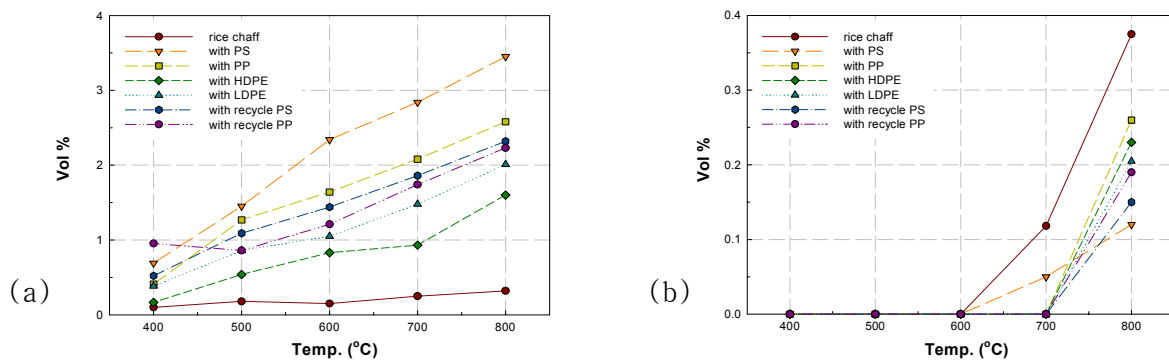 (a)
Vol %
4
3
2
1
0
rice chaff
with PS
with PP
with HDPE
with LDPE
with recycle PS
with recycle PP
400 500 600 700 800
Temp. (°C)
(b)
Vol %
0.4
0.3
0.2
0.1
0.0
rice chaff
with PS
with PP
with HDPE
with LDPE
with recycle PS
with recycle PP
400 500 600 700 800
Temp. (°C)